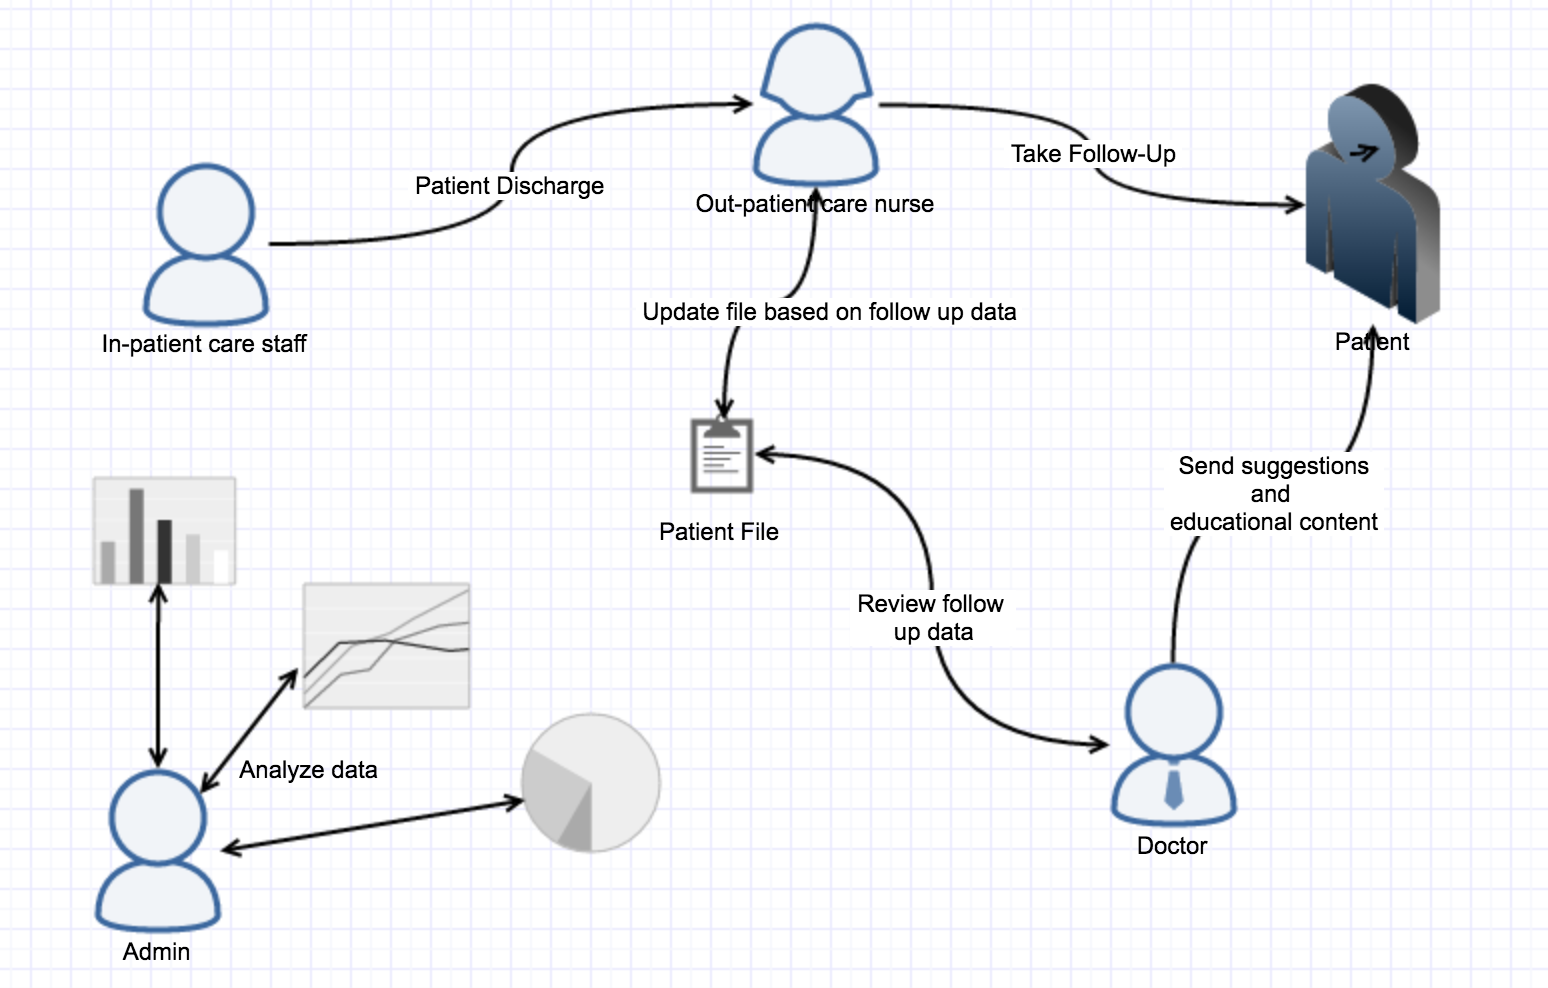 Take Follow-Up
Patient Discharge
Out-patient care nurse
Update file based on follow up data
In-patient care staff
Patient
Send suggestions
and
educational content
Patient File
Review follow
up data
Analyze data
Doctor
Admin